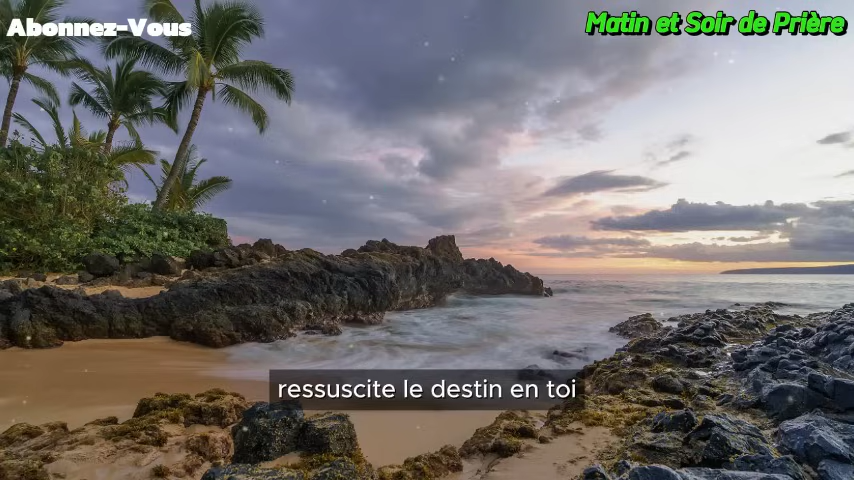 Abonnez-Vous
Matin et Soir de Prière
ressuscite le destin en toi